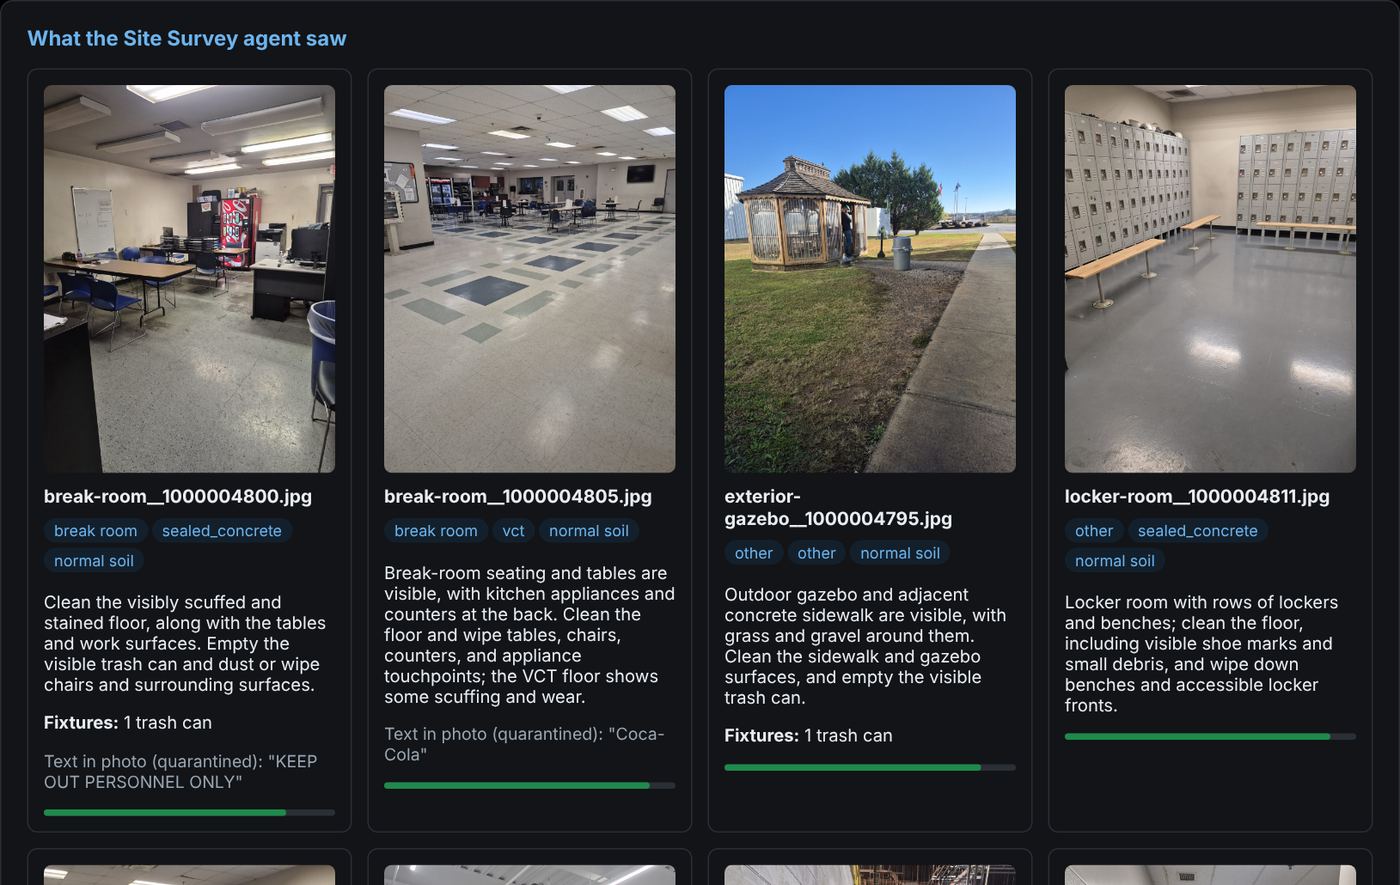 What the Site Survey agent saw
break-room__1000004800.jpg
break room
sealed_concrete
normal soil
Clean the visibly scuffed and
stained floor, along with the tables
and work surfaces. Empty the
visible trash can and dust or wipe
chairs and surrounding surfaces.
Fixtures: 1 trash can
Text in photo (quarantined): "KEEP
OUT PERSONNEL ONLY"
break-room__1000004805.jpg
break room
vct
normal soil
Break-room seating and tables are
visible, with kitchen appliances and
counters at the back. Clean the
floor and wipe tables, chairs,
counters, and appliance
touchpoints; the VCT floor shows
some scuffing and wear.
Text in photo (quarantined): "Coca-
Cola"
exterior-
gazebo__1000004795.jpg
other
other
normal soil
Outdoor gazebo and adjacent
concrete sidewalk are visible, with
grass and gravel around them.
Clean the sidewalk and gazebo
surfaces, and empty the visible
trash can.
Fixtures: 1 trash can
locker-room__1000004811.jpg
other
sealed_concrete
normal soil
Locker room with rows of lockers
and benches; clean the floor,
including visible shoe marks and
small debris, and wipe down
benches and accessible locker
fronts.